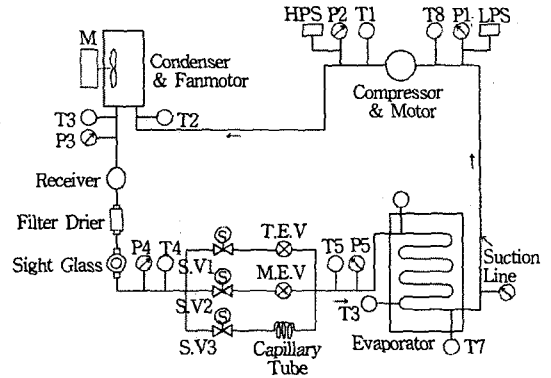 HPS P2 T1 T8 P1 LPS
M
Condenser
& Fanmotor
Compressor
& Motor
T3
T2
P3
Receiver
Filter Drier
Sight Glass
P4 T4
S
S.V1
T.E.V
S
S.V2
M.E.V
S
S.V3
Capillary
Tube
T5 P5
T3
Evaporator
T7
Suction
Line